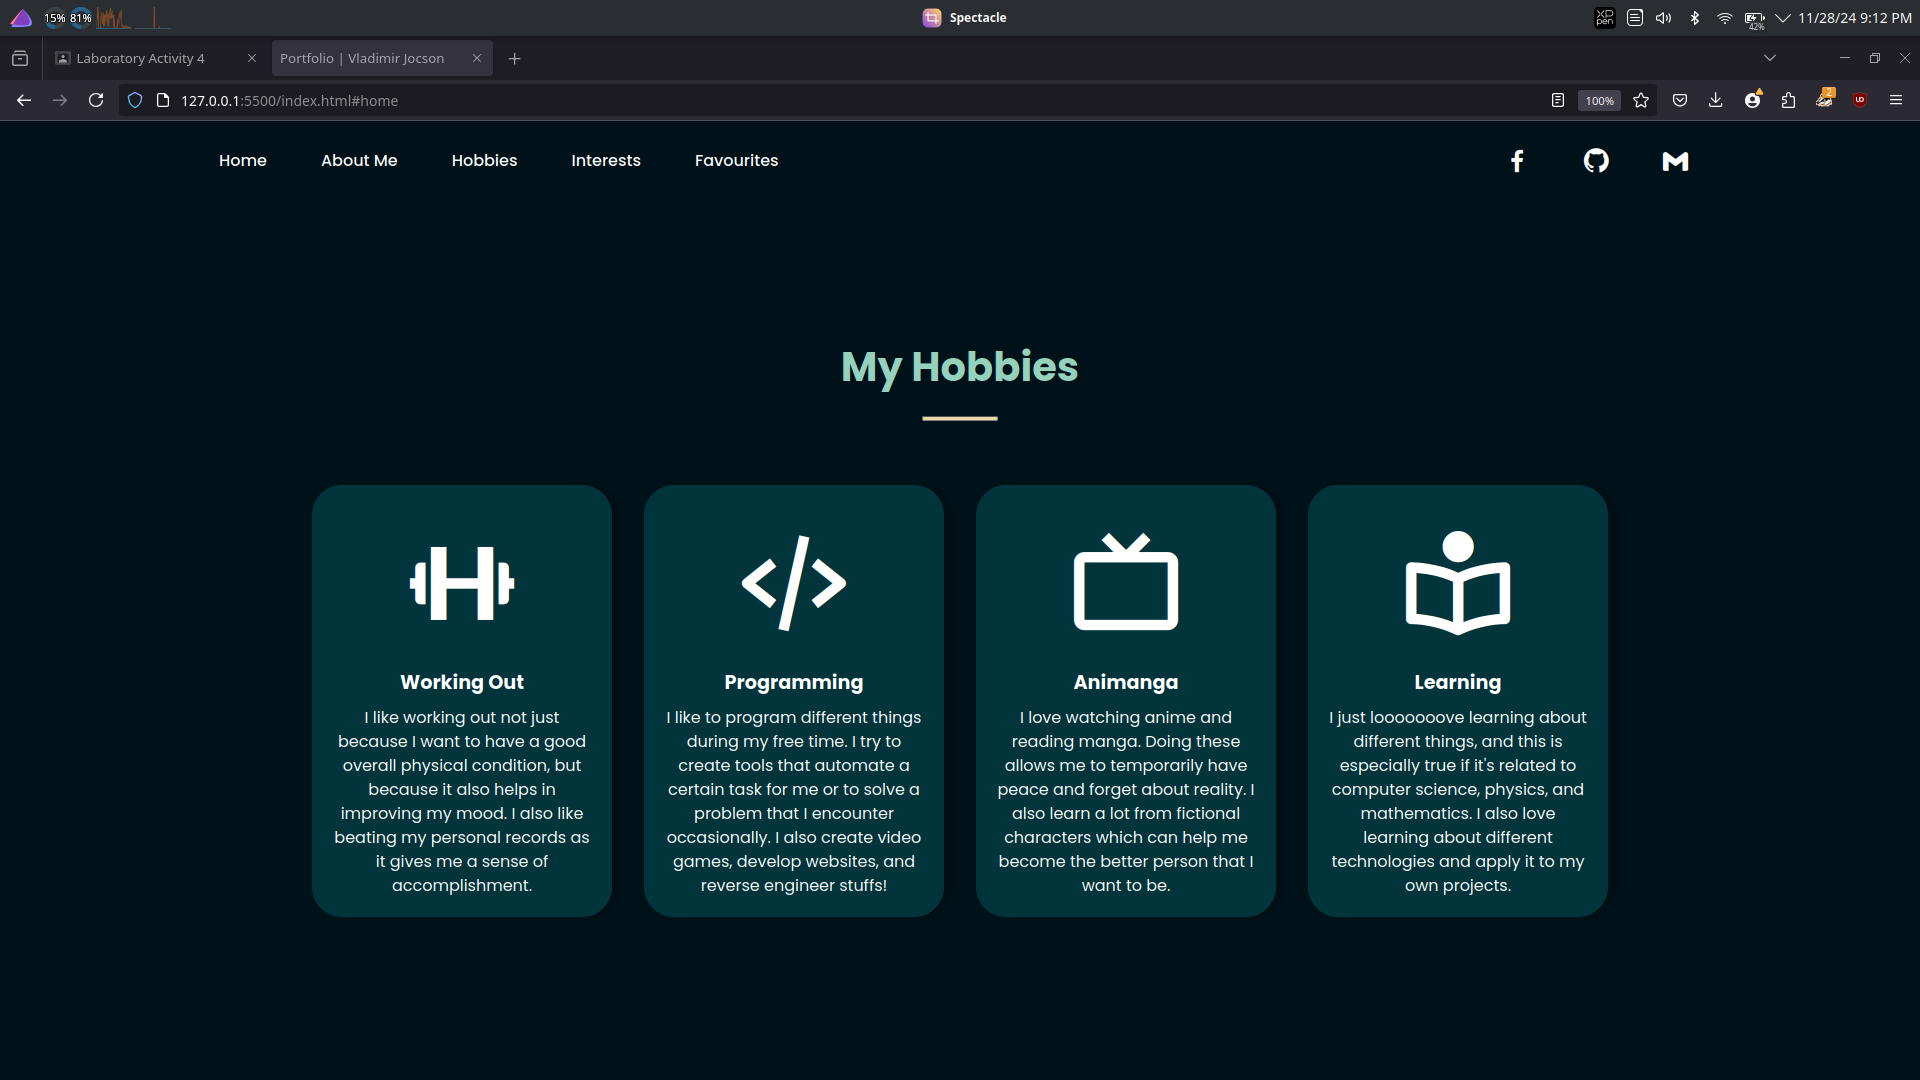 15% 81% Spectacle XP pen 42% 11/28/24 9:12 PM
Laboratory Activity 4 Portfolio | Vladimir Jocson
127.0.0.1:5500/index.html#home 100% 2 UD
Home About Me Hobbies Interests Favourites
My Hobbies
Working Out
I like working out not just
because I want to have a good
overall physical condition, but
because it also helps in
improving my mood. I also like
beating my personal records as
it gives me a sense of
accomplishment.
Programming
I like to program different things
during my free time. I try to
create tools that automate a
certain task for me or to solve a
problem that I encounter
occasionally. I also create video
games, develop websites, and
reverse engineer stuffs!
Animanga
I love watching anime and
reading manga. Doing these
allows me to temporarily have
peace and forget about reality. I
also learn a lot from fictional
characters which can help me
become the better person that I
want to be.
Learning
I just looooooove learning about
different things, and this is
especially true if it's related to
computer science, physics, and
mathematics. I also love
learning about different
technologies and apply it to my
own projects.